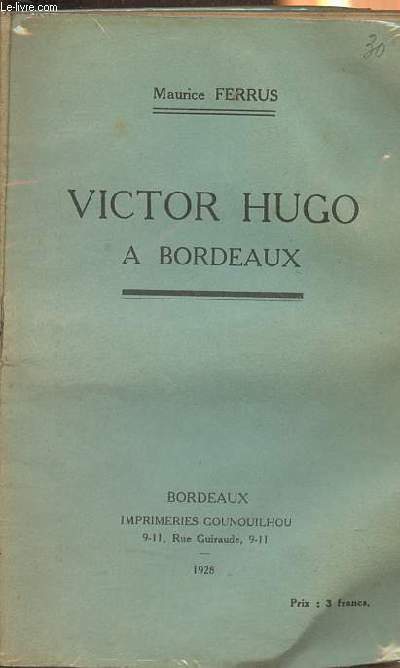 © Le-livre.com
30
Maurice FERRUS
VICTOR HUGO
A BORDEAUX
BORDEAUX
IMPRIMERIES GOUNOUILHOU
9-11, Rue Guiraude, 9-11
1928
Prix : 3 francs.